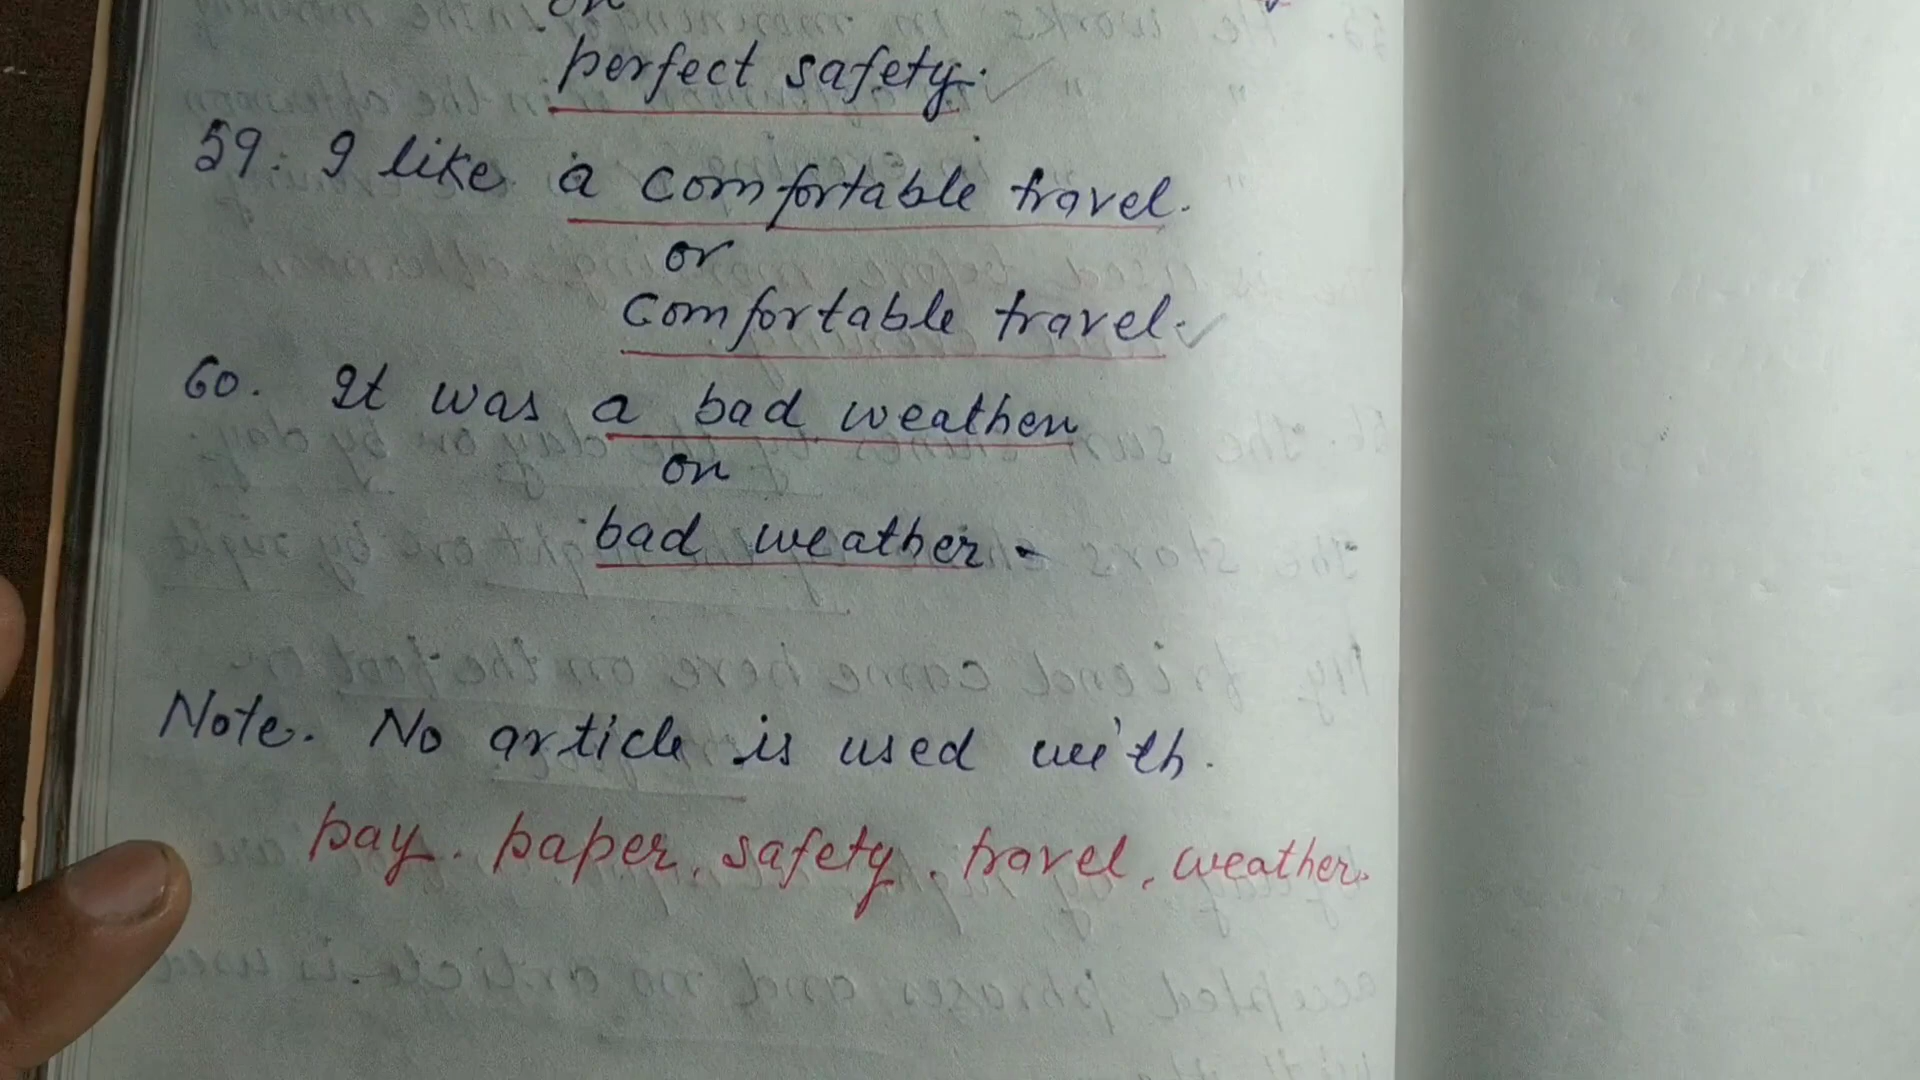 or
perfect safety.
59. I like a comfortable travel.
or
comfortable travel.
60. It was a bad weather
or
bad weather.
Note. No article is used with.
pay. paper, safety. travel, weather.